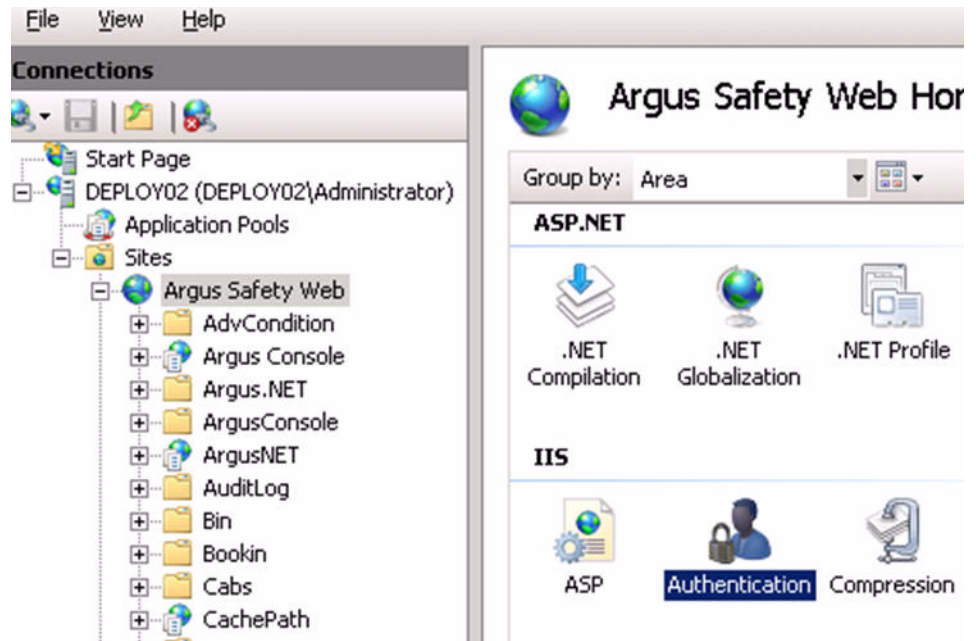 File View Help
Connections
Start Page
DEPLOY02 (DEPLOY02\Administrator)
Application Pools
Sites
Argus Safety Web
AdvCondition
Argus Console
Argus.NET
ArgusConsole
ArgusNET
AuditLog
Bin
Bookin
Cabs
CachePath
Argus Safety Web Hor
Group by: Area
ASP.NET
.NET Compilation
.NET Globalization
.NET Profile
IIS
ASP
Authentication
Compression